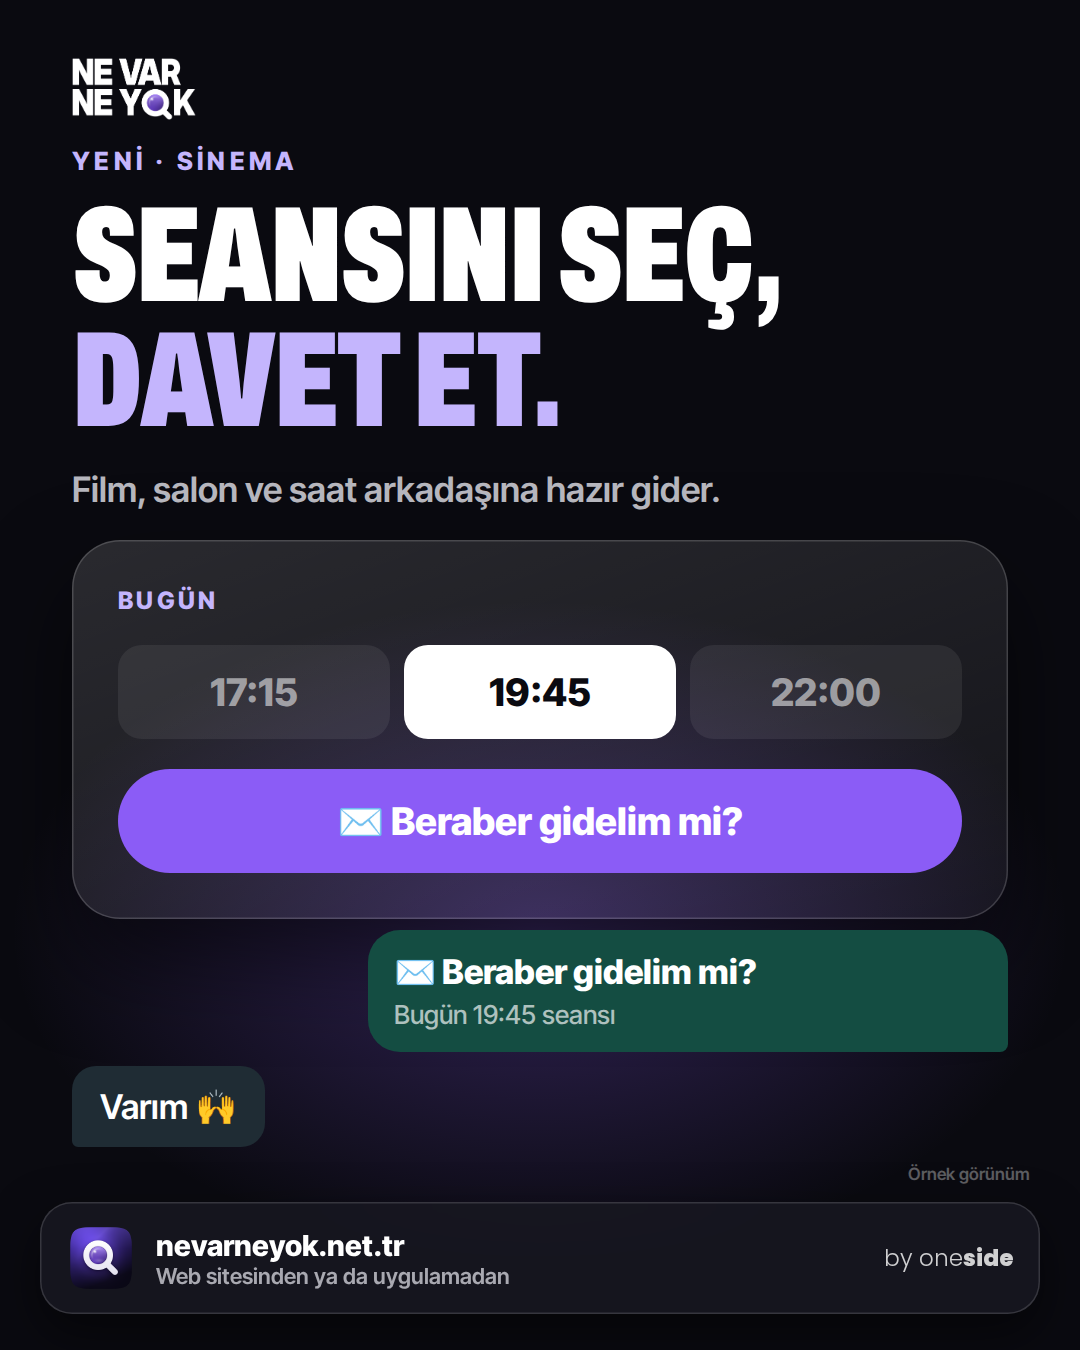 NE VAR
NE YOK
YENİ · SİNEMA
SEANSINI SEÇ,
DAVET ET.
Film, salon ve saat arkadaşına hazır gider.
BUGÜN
17:15 19:45 22:00
✉️ Beraber gidelim mi?
✉️ Beraber gidelim mi?
Bugün 19:45 seansı
Varım 🙌
Örnek görünüm
nevarneyok.net.tr
Web sitesinden ya da uygulamadan
by oneside